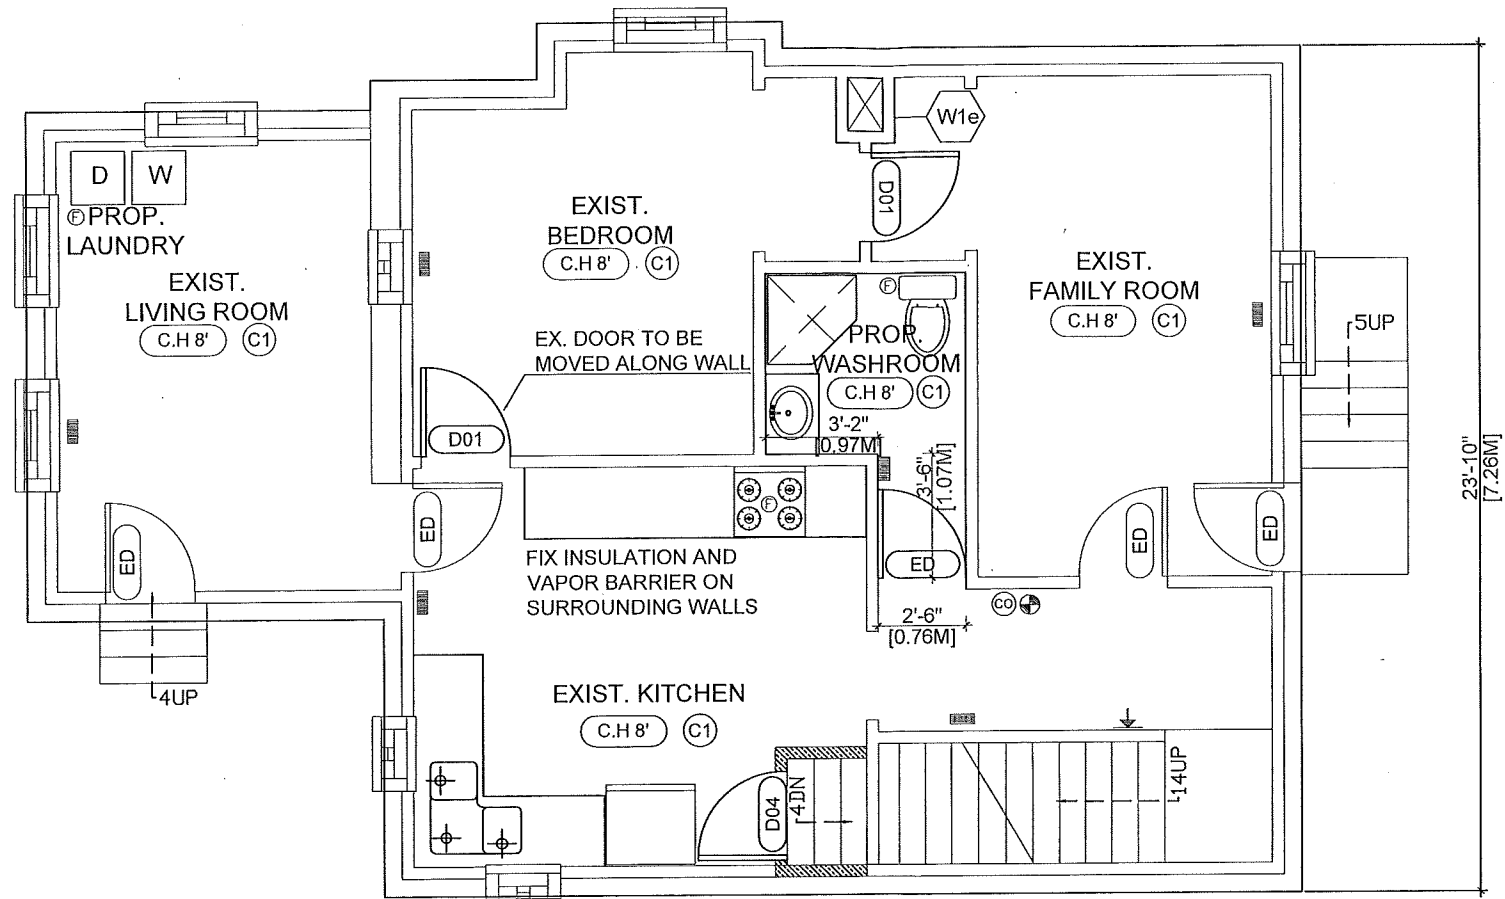 W1e
D W
Ⓕ PROP.
LAUNDRY
D01
EXIST.
BEDROOM
C.H 8' C1
EXIST.
LIVING ROOM
C.H 8' C1
EXIST.
FAMILY ROOM
C.H 8' C1
EX. DOOR TO BE
MOVED ALONG WALL
F
PROP.
WASHROOM
C.H 8' C1
5UP
D01
3'-2"
[0,97M]
3'-6"
[1.07M]
23'-10"
[7.26M]
F
ED
ED
ED
ED
ED
FIX INSULATION AND
VAPOR BARRIER ON
SURROUNDING WALLS
CO
2'-6"
[0.76M]
4UP
EXIST. KITCHEN
C.H 8' C1
D04
4DN
14UP